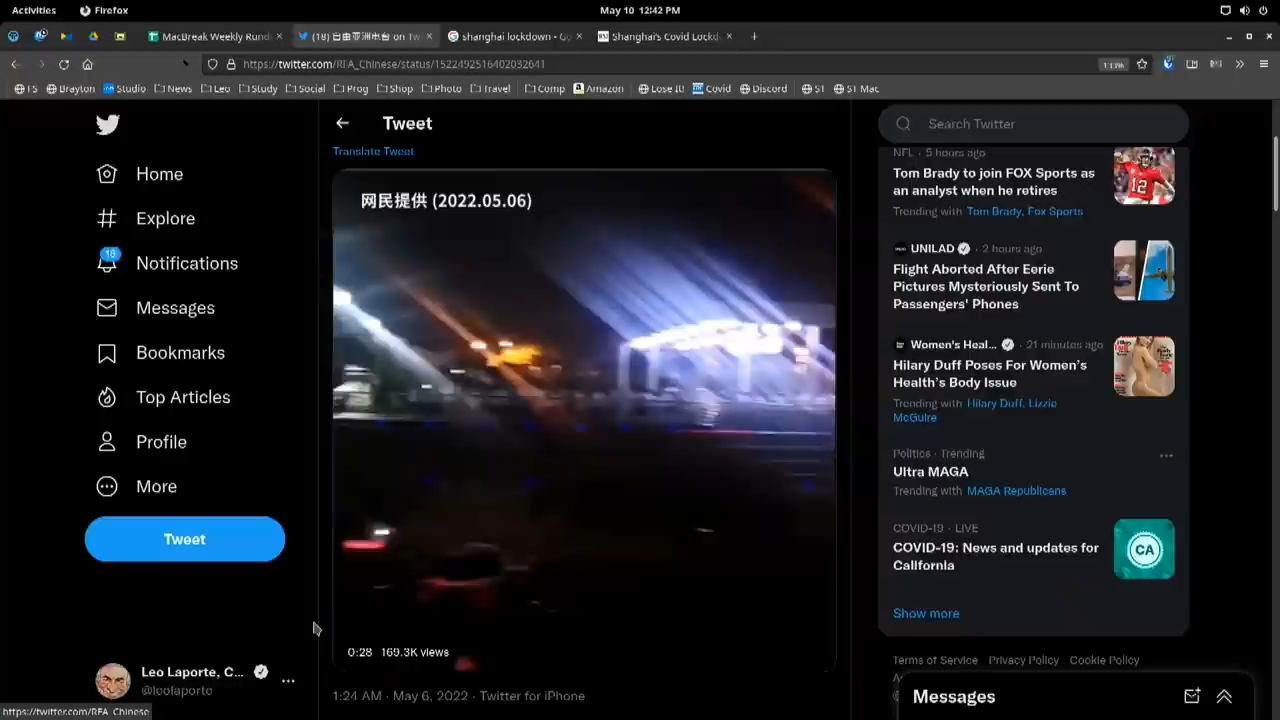 Activities
Firefox
May 10 12:42 PM
MacBreak Weekly Rund
(18) 自由亚洲电台 on Tw
shanghai lockdown - Go
Shanghai's Covid Lockd
https://twitter.com/RFA_Chinese/status/1522492516402032641
133%
TS
Brayton
Studio
News
Leo
Study
Social
Prog
Shop
Photo
Travel
Comp
Amazon
Lose It!
Covid
Discord
S1
S1 Mac
Home
Explore
18
Notifications
Messages
Bookmarks
Top Articles
Profile
More
Tweet
Leo Laporte, C...
@leolaporte
https://twitter.com/RFA_Chinese
Tweet
Translate Tweet
网民提供 (2022.05.06)
0:28 169.3K views
1:24 AM · May 6, 2022 · Twitter for iPhone
Search Twitter
NFL · 5 hours ago
Tom Brady to join FOX Sports as
an analyst when he retires
Trending with Tom Brady, Fox Sports
12
UNILAD · 2 hours ago
Flight Aborted After Eerie
Pictures Mysteriously Sent To
Passengers' Phones
Women's Heal... · 21 minutes ago
Hilary Duff Poses For Women's
Health's Body Issue
Trending with Hilary Duff, Lizzie
McGuire
Politics · Trending
Ultra MAGA
Trending with MAGA Republicans
COVID-19 · LIVE
COVID-19: News and updates for
California
CA
Show more
Terms of Service Privacy Policy Cookie Policy
Messages